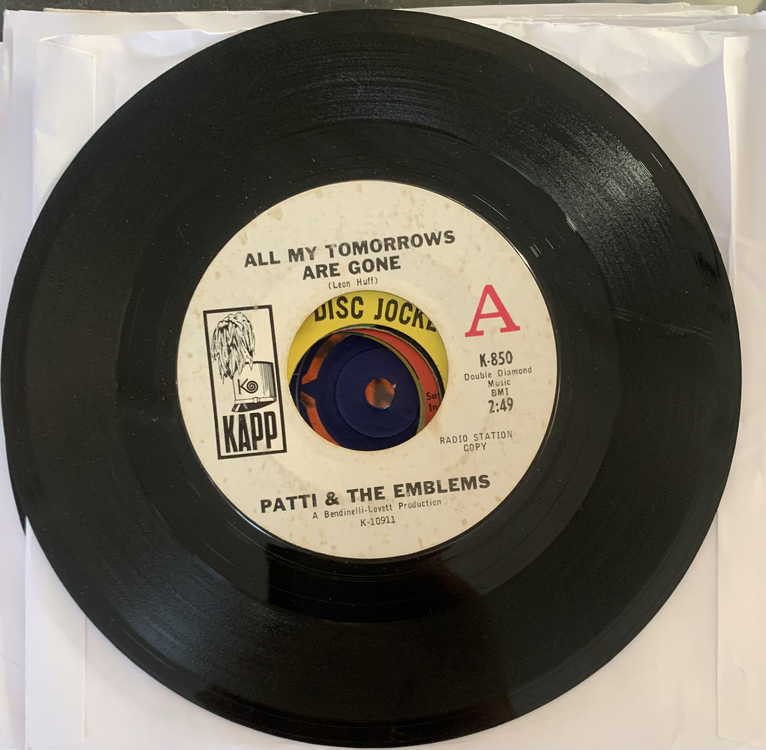 ALL MY TOMORROWS
ARE GONE
(Leon Huff)
DISC JOCKE
A
K
KAPP
K-850
Double Diamond
Music
BMI
2:49
RADIO STATION
COPY
PATTI & THE EMBLEMS
A Bendinelli-Lovett Production
K-10911